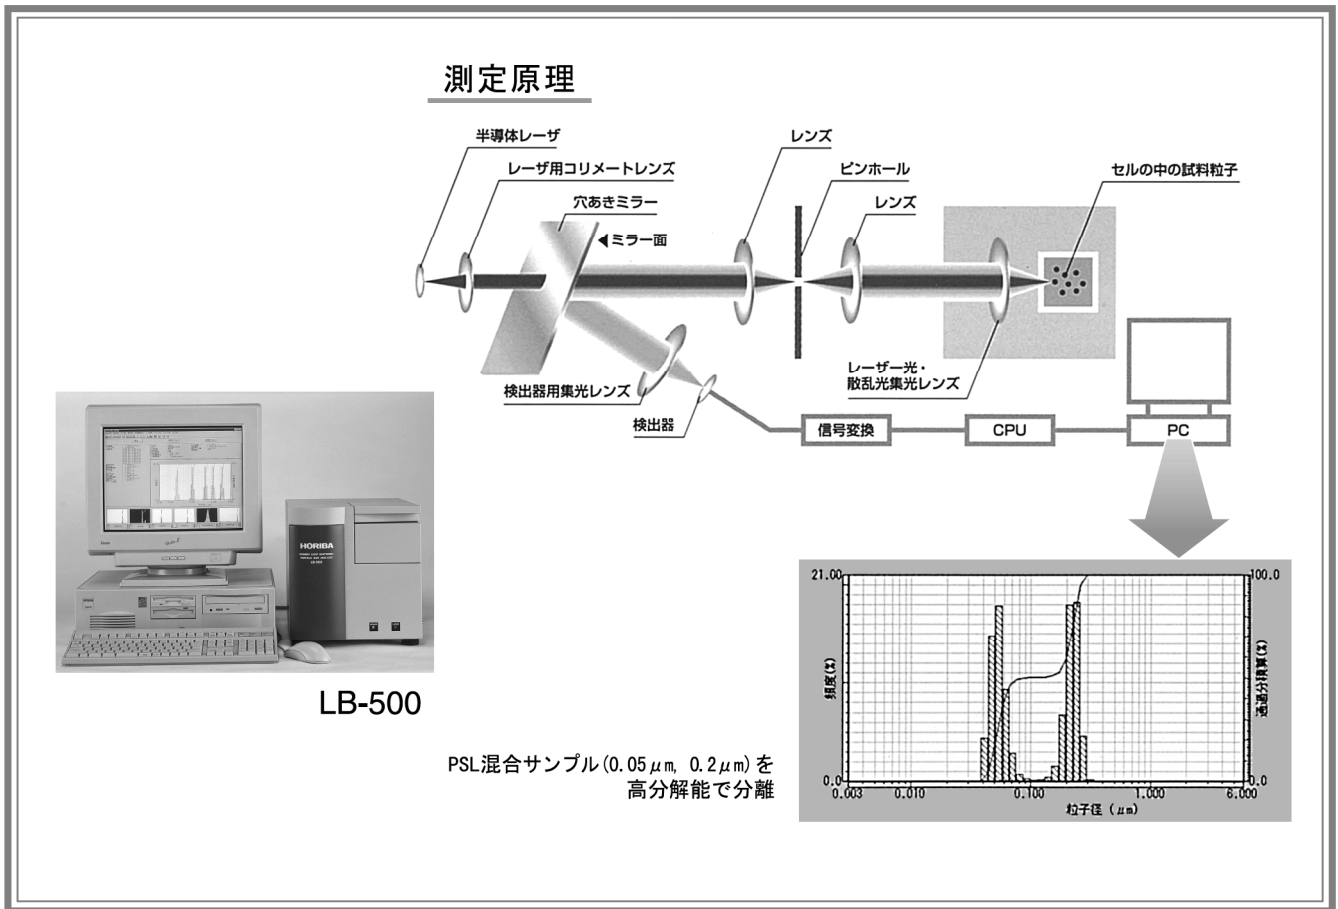 測定原理
半導体レーザ
レーザ用コリメートレンズ
穴あきミラー
◀ミラー面
レンズ
ピンホール
レンズ
セルの中の試料粒子
検出器用集光レンズ
検出器
レーザー光・
散乱光集光レンズ
信号変換
CPU
PC
HORIBA
LB-500
PSL混合サンプル(0.05μm, 0.2μm)を
高分解能で分離
21.00
100.0
頻度(%)
通過分積算(%)
0.0
0.0
0.003 0.010 0.100 1.000 6.000
粒子径 (μm)